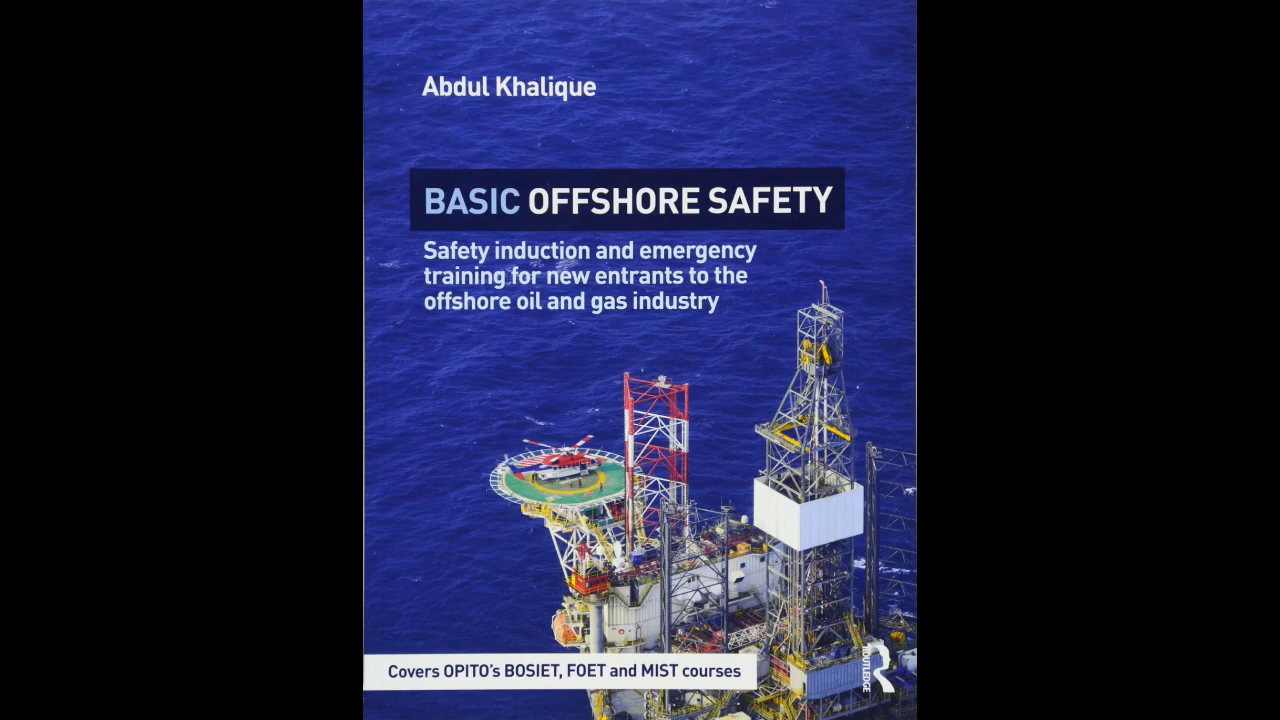 Abdul Khalique
BASIC OFFSHORE SAFETY
Safety induction and emergency
training for new entrants to the
offshore oil and gas industry
Covers OPITO's BOSIET, FOET and MIST courses
ROUTLEDGE